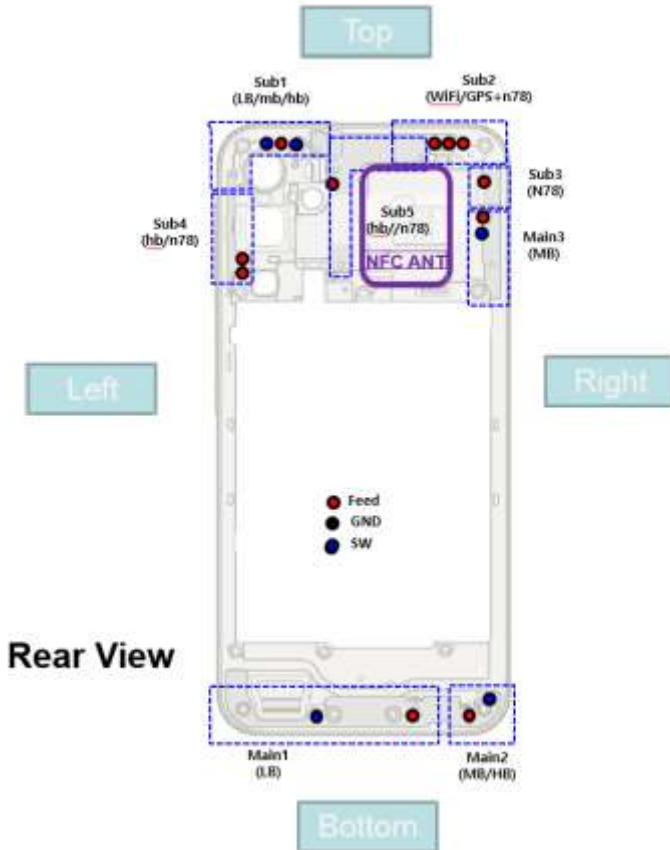 Top
Sub1
(LB/mb/hb)
Sub2
(WiFi/GPS+n78)
Sub3
(N78)
Sub4
(hb/n78)
Sub5
(hb//n78)
Main3
(MB)
NFC ANT
Left
Right
Feed
GND
SW
Rear View
Main1
(LB)
Main2
(MB/HB)
Bottom